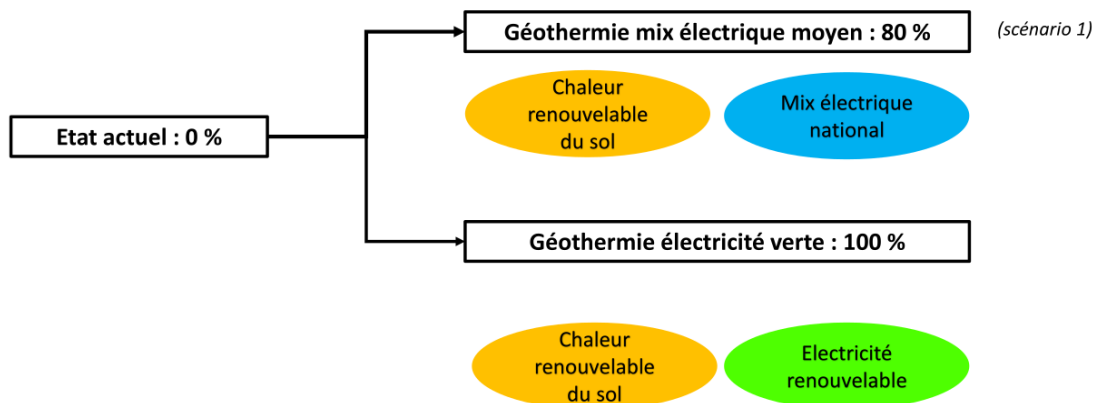 Géothermie mix électrique moyen : 80 %
(scénario 1)
Chaleur
renouvelable
du sol
Mix électrique
national
Etat actuel : 0 %
Géothermie électricité verte : 100 %
Chaleur
renouvelable
du sol
Electricité
renouvelable